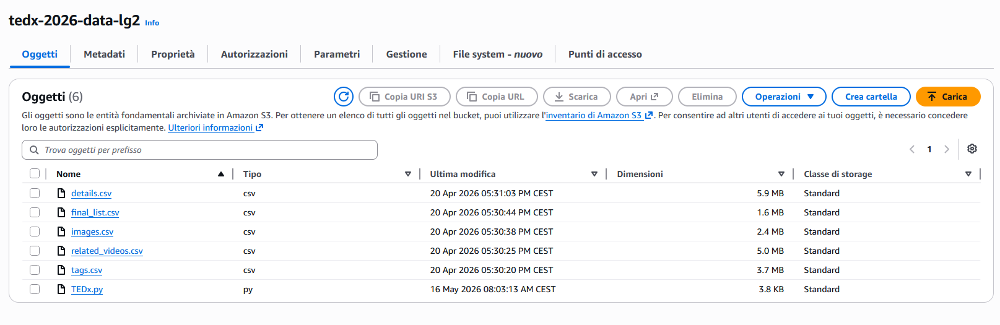 tedx-2026-data-lg2 Info
Oggetti Metadati Proprietà Autorizzazioni Parametri Gestione File system - nuovo Punti di accesso
Oggetti (6) Copia URI S3 Copia URL Scarica Apri Elimina Operazioni Crea cartella Carica
Gli oggetti sono le entità fondamentali archiviate in Amazon S3. Per ottenere un elenco di tutti gli oggetti nel bucket, puoi utilizzare l'inventario di Amazon S3. Per consentire ad altri utenti di accedere ai tuoi oggetti, è necessario concedere
loro le autorizzazioni esplicitamente. Ulteriori informazioni
Trova oggetti per prefisso 1
Nome Tipo Ultima modifica Dimensioni Classe di storage
details.csv csv 20 Apr 2026 05:31:03 PM CEST 5.9 MB Standard
final_list.csv csv 20 Apr 2026 05:30:44 PM CEST 1.6 MB Standard
images.csv csv 20 Apr 2026 05:30:38 PM CEST 2.4 MB Standard
related_videos.csv csv 20 Apr 2026 05:30:25 PM CEST 5.0 MB Standard
tags.csv csv 20 Apr 2026 05:30:20 PM CEST 3.7 MB Standard
TEDx.py py 16 May 2026 08:03:13 AM CEST 3.8 KB Standard